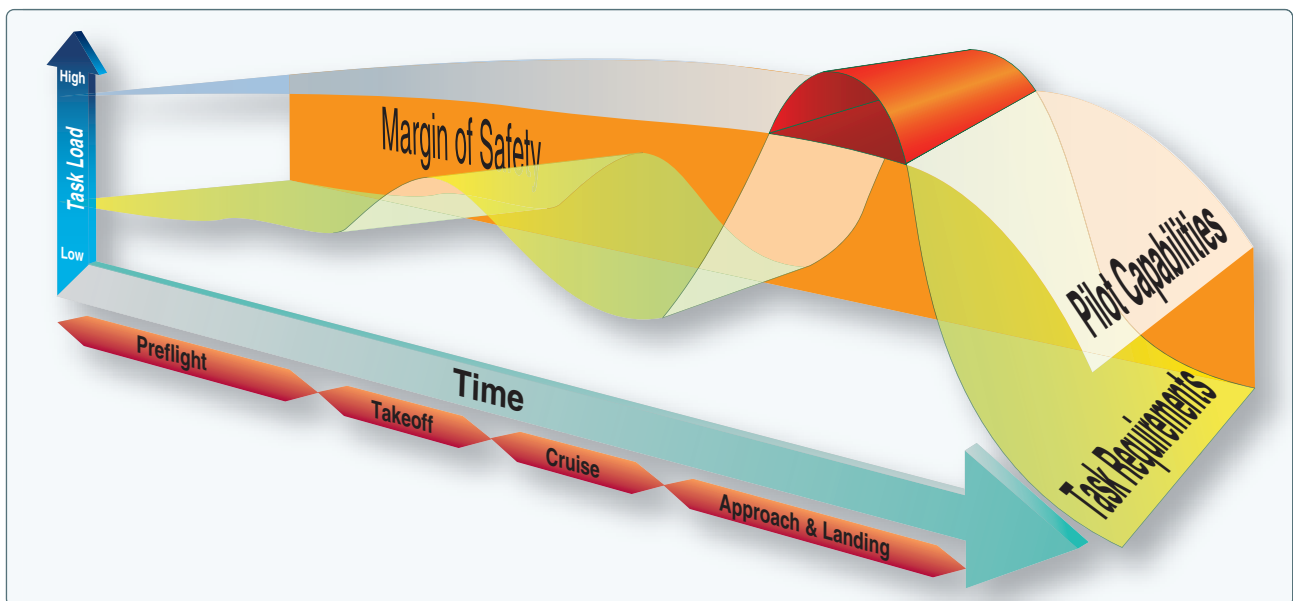 High
Task Load
Low
Margin of Safety
Pilot Capabilities
Task Requirements
Time
Preflight
Takeoff
Cruise
Approach & Landing